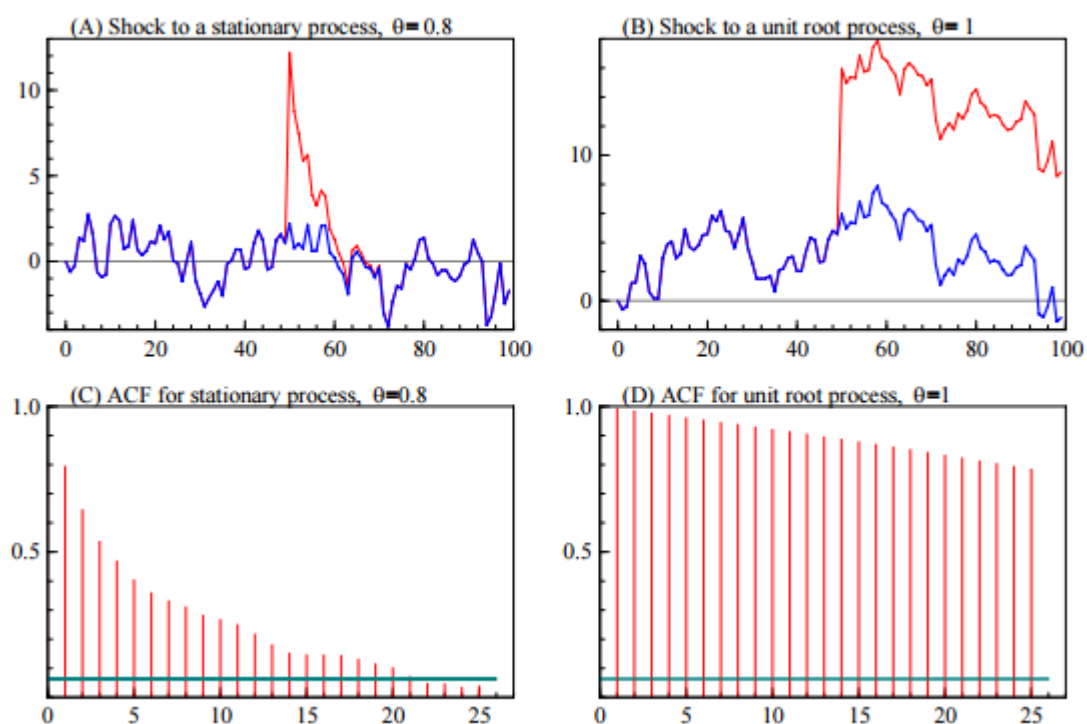 (A) Shock to a stationary process, θ= 0.8
10
5
0
0 20 40 60 80 100
(B) Shock to a unit root process, θ= 1
10
0
0 20 40 60 80 100
(C) ACF for stationary process, θ=0.8
1.0
0.5
0 5 10 15 20 25
(D) ACF for unit root process, θ=1
1.0
0.5
0 5 10 15 20 25